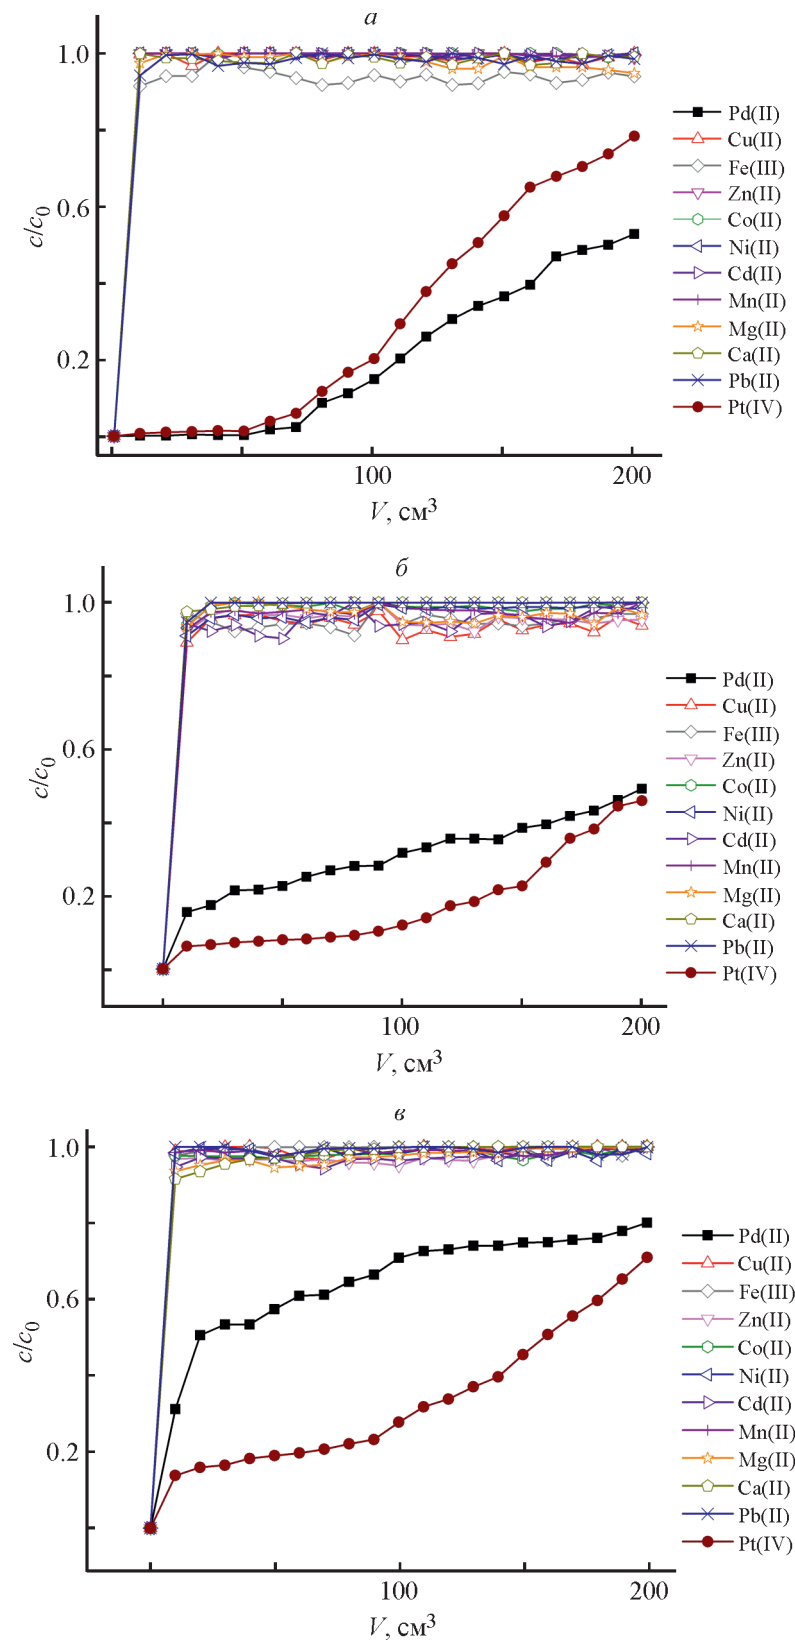 а
1.0
0.6
0.2
c/c0
100
200
V, см3
Pd(II)
Cu(II)
Fe(III)
Zn(II)
Co(II)
Ni(II)
Cd(II)
Mn(II)
Mg(II)
Ca(II)
Pb(II)
Pt(IV)
б
1.0
0.6
0.2
c/c0
100
200
V, см3
Pd(II)
Cu(II)
Fe(III)
Zn(II)
Co(II)
Ni(II)
Cd(II)
Mn(II)
Mg(II)
Ca(II)
Pb(II)
Pt(IV)
в
1.0
0.6
0.2
c/c0
100
200
V, см3
Pd(II)
Cu(II)
Fe(III)
Zn(II)
Co(II)
Ni(II)
Cd(II)
Mn(II)
Mg(II)
Ca(II)
Pb(II)
Pt(IV)